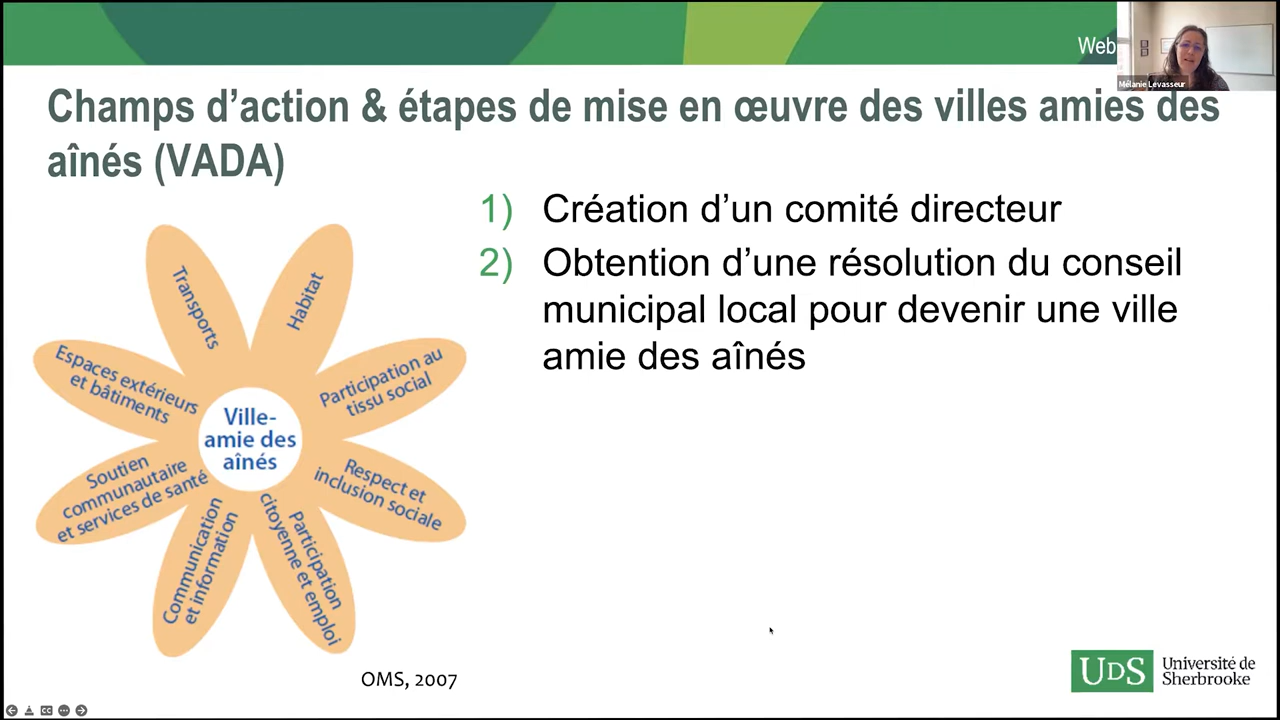 Web
Mélanie Levasseur
Champs d’action & étapes de mise en œuvre des villes amies des
aînés (VADA)
1) Création d’un comité directeur
2) Obtention d’une résolution du conseil
municipal local pour devenir une ville
amie des aînés
Transports
Habitat
Espaces extérieurs
et bâtiments
Participation au
tissu social
Ville-
amie des
aînés
Soutien
communautaire
et services de santé
Respect et
inclusion sociale
Communication
et information
Participation
citoyenne et emploi
OMS, 2007
UDS
Université de
Sherbrooke